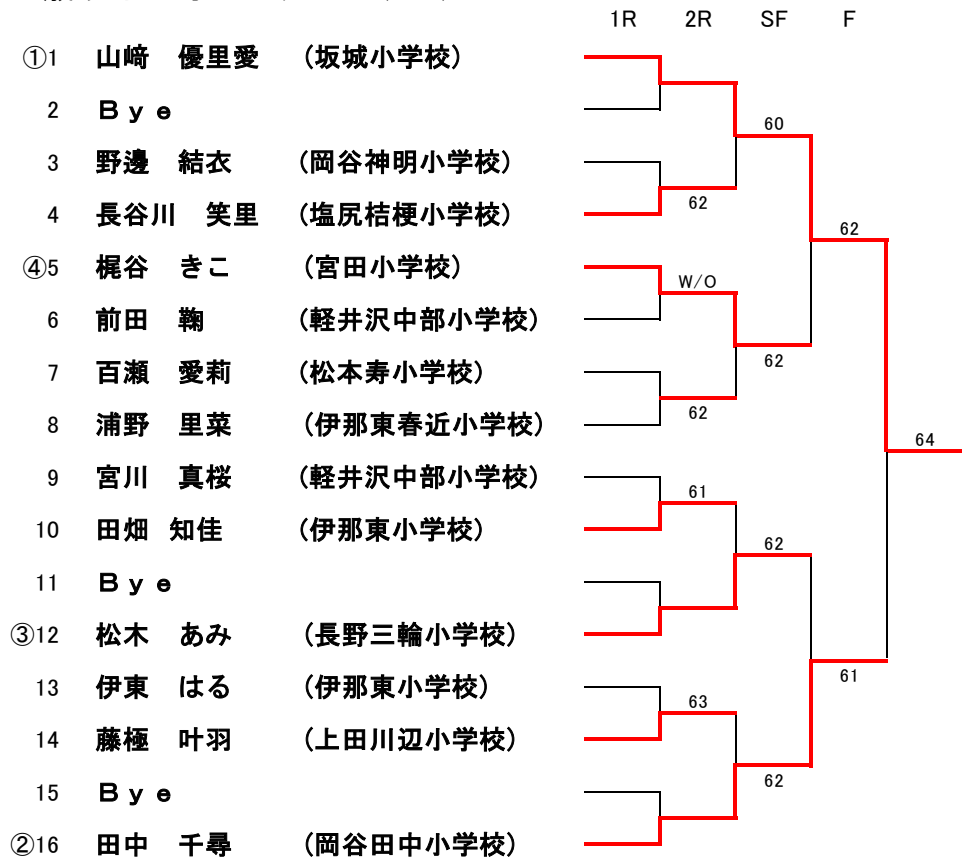 1R 2R SF F
①1 山﨑 優里愛 (坂城小学校)
2 Bye
60
3 野邊 結衣 (岡谷神明小学校)
62
4 長谷川 笑里 (塩尻桔梗小学校)
62
④5 梶谷 きこ (宮田小学校)
W/O
6 前田 鞠 (軽井沢中部小学校)
62
7 百瀬 愛莉 (松本寿小学校)
62
8 浦野 里菜 (伊那東春近小学校)
64
9 宮川 真桜 (軽井沢中部小学校)
61
10 田畑 知佳 (伊那東小学校)
62
11 Bye
③12 松木 あみ (長野三輪小学校)
61
13 伊東 はる (伊那東小学校)
63
14 藤極 叶羽 (上田川辺小学校)
62
15 Bye
②16 田中 千尋 (岡谷田中小学校)